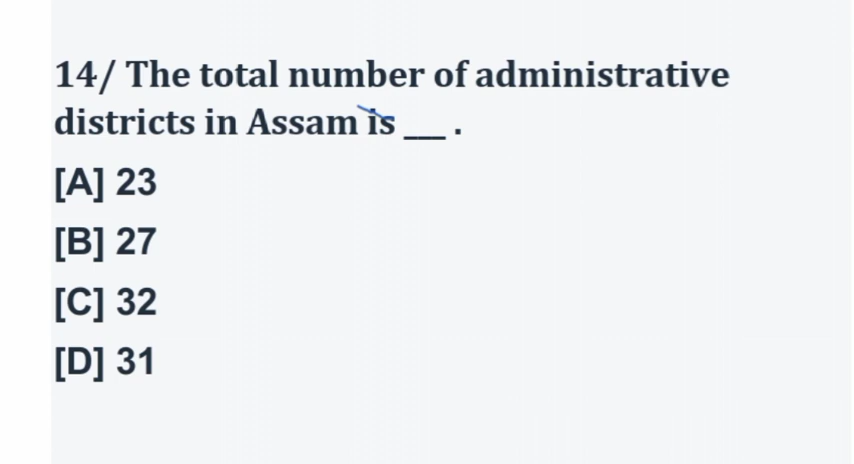 14/ The total number of administrative
districts in Assam is ___ .
[A] 23
[B] 27
[C] 32
[D] 31